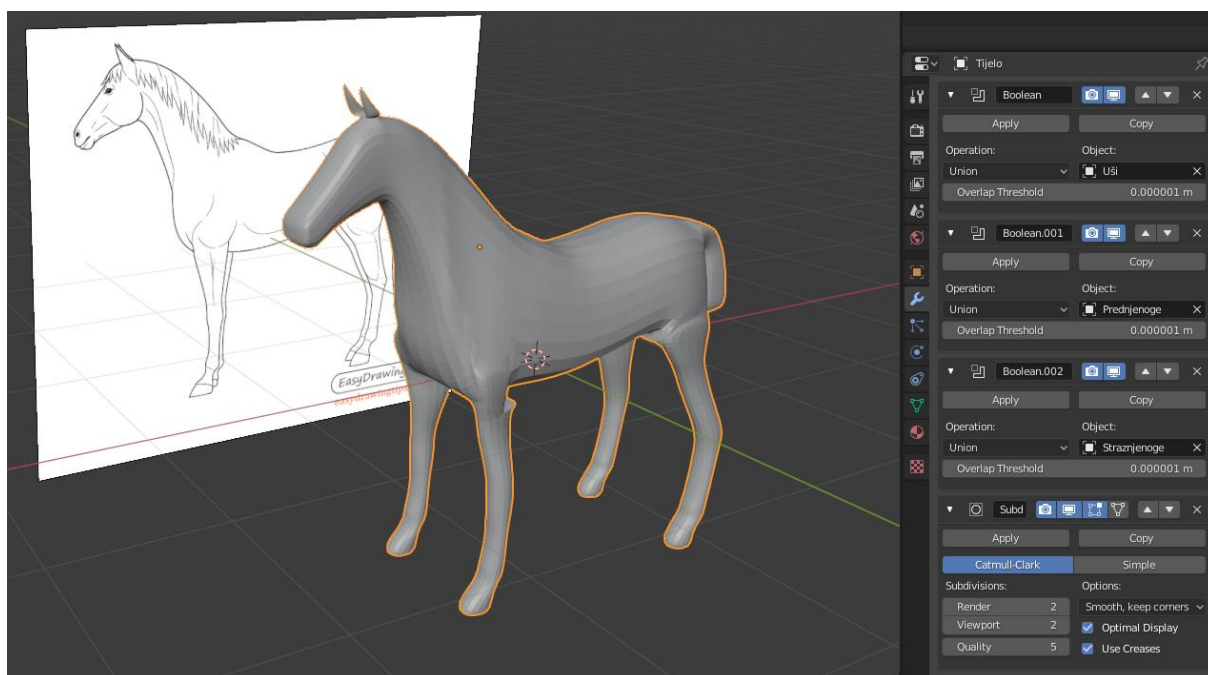 EasyDrawing
Tijelo
Boolean
Apply Copy
Operation: Object:
Union Uši
Overlap Threshold 0.000001 m
Boolean.001
Apply Copy
Operation: Object:
Union Prednjenoge
Overlap Threshold 0.000001 m
Boolean.002
Apply Copy
Operation: Object:
Union Straznjenoge
Overlap Threshold 0.000001 m
Subd
Apply Copy
Catmull-Clark Simple
Subdivisions: Options:
Render 2 Smooth, keep corners
Viewport 2 Optimal Display
Quality 5 Use Creases